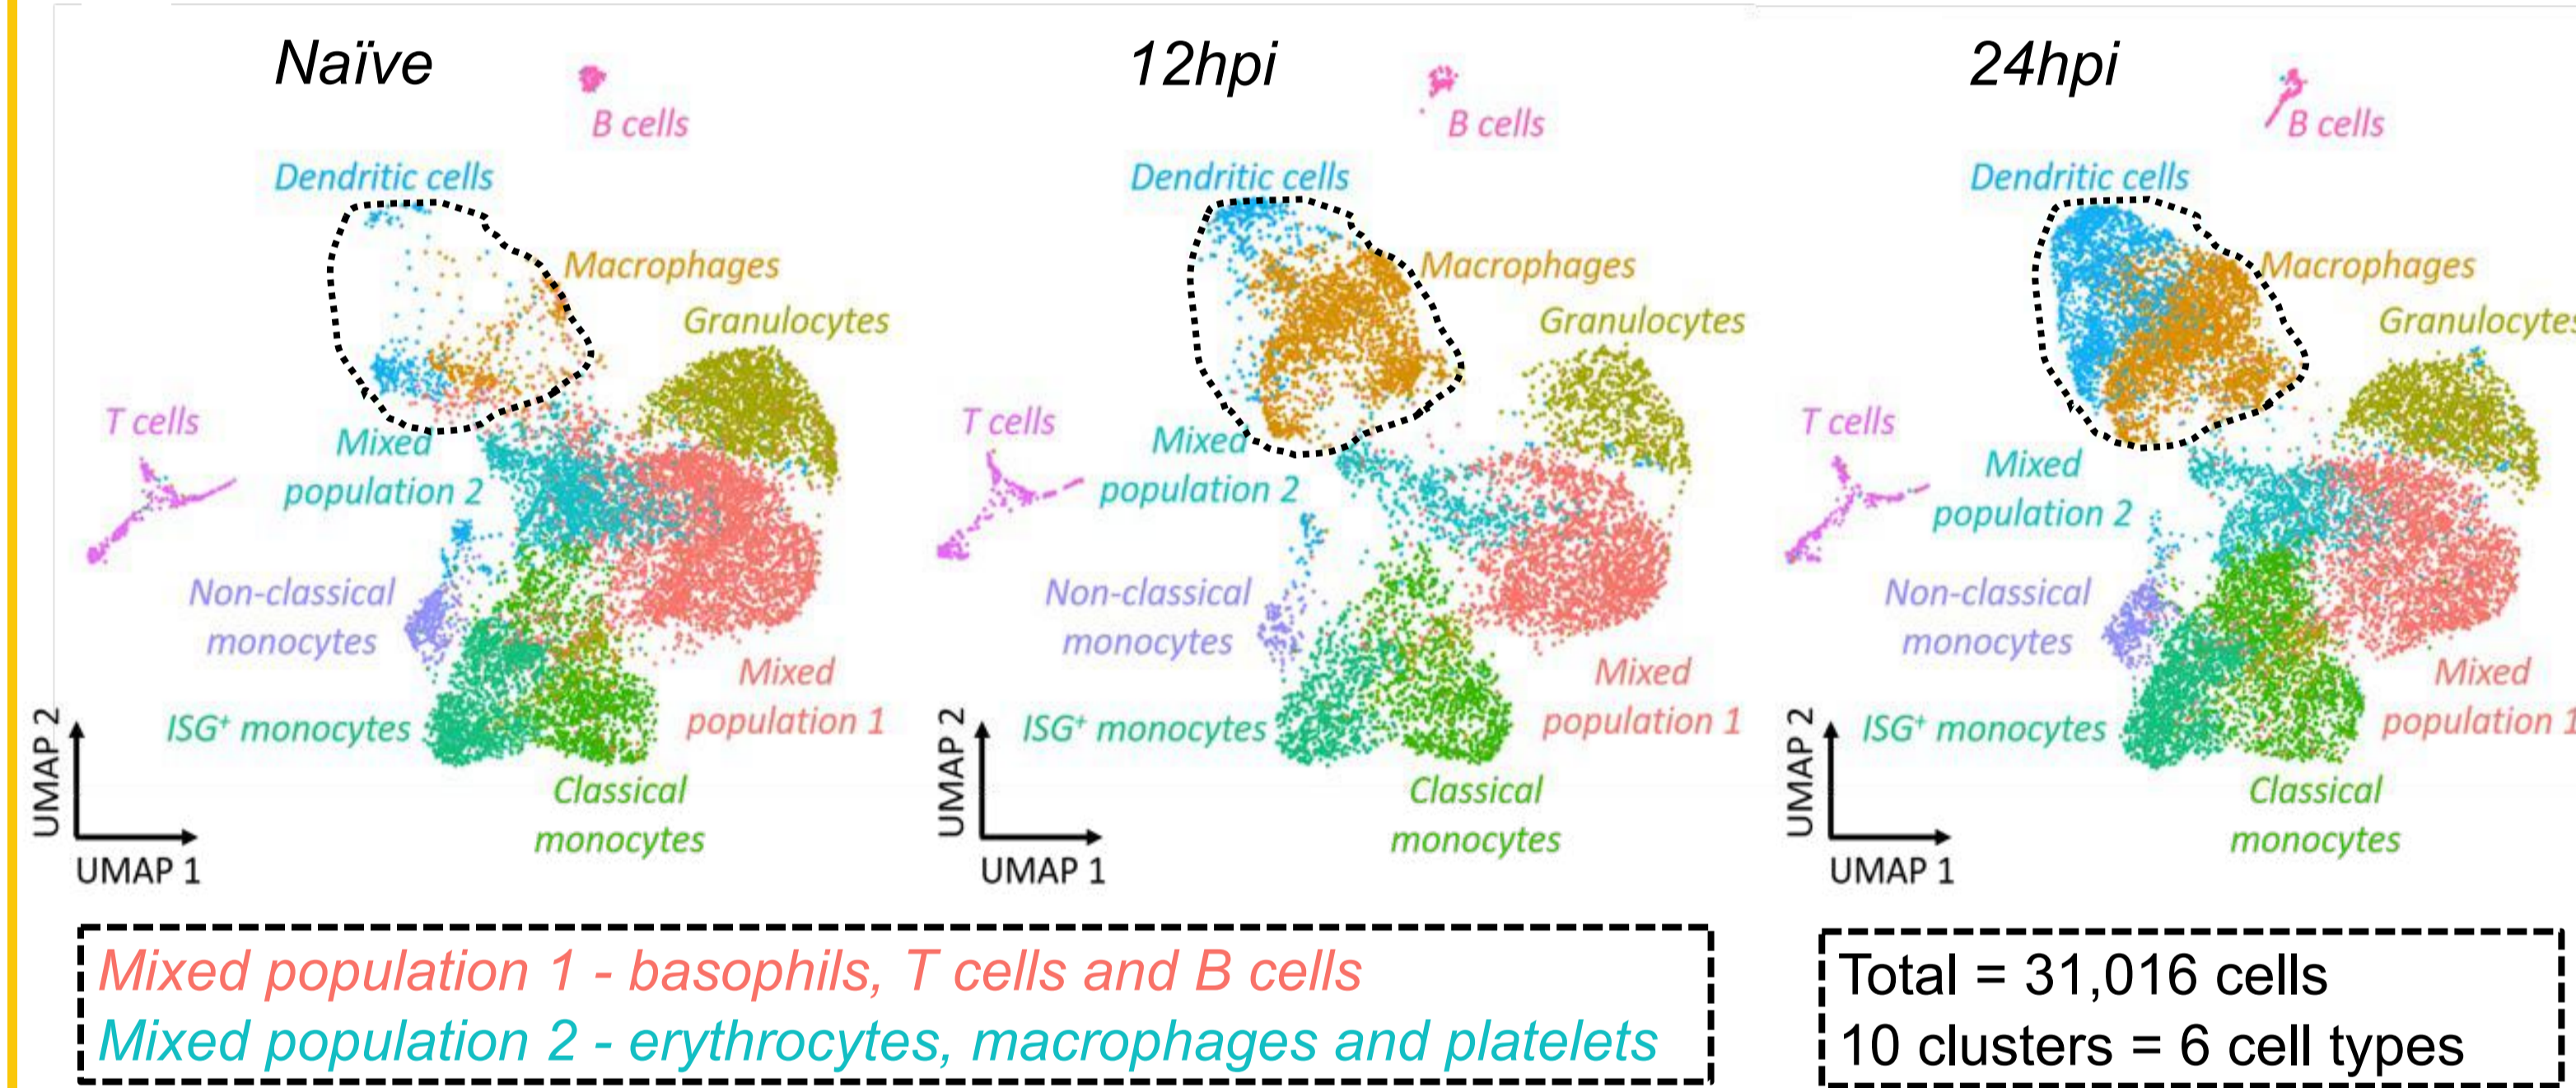 Naïve
B cells
Dendritic cells
Macrophages
Granulocytes
T cells
Mixed
population 2
Non-classical
monocytes
ISG⁺ monocytes
Mixed
population 1
Classical
monocytes
UMAP 2
UMAP 1
12hpi
B cells
Dendritic cells
Macrophages
Granulocytes
T cells
Mixed
population 2
Non-classical
monocytes
ISG⁺ monocytes
Mixed
population 1
Classical
monocytes
UMAP 2
UMAP 1
24hpi
B cells
Dendritic cells
Macrophages
Granulocytes
T cells
Mixed
population 2
Non-classical
monocytes
ISG⁺ monocytes
Mixed
population 1
Classical
monocytes
UMAP 2
UMAP 1
Mixed population 1 - basophils, T cells and B cells
Mixed population 2 - erythrocytes, macrophages and platelets
Total = 31,016 cells
10 clusters = 6 cell types